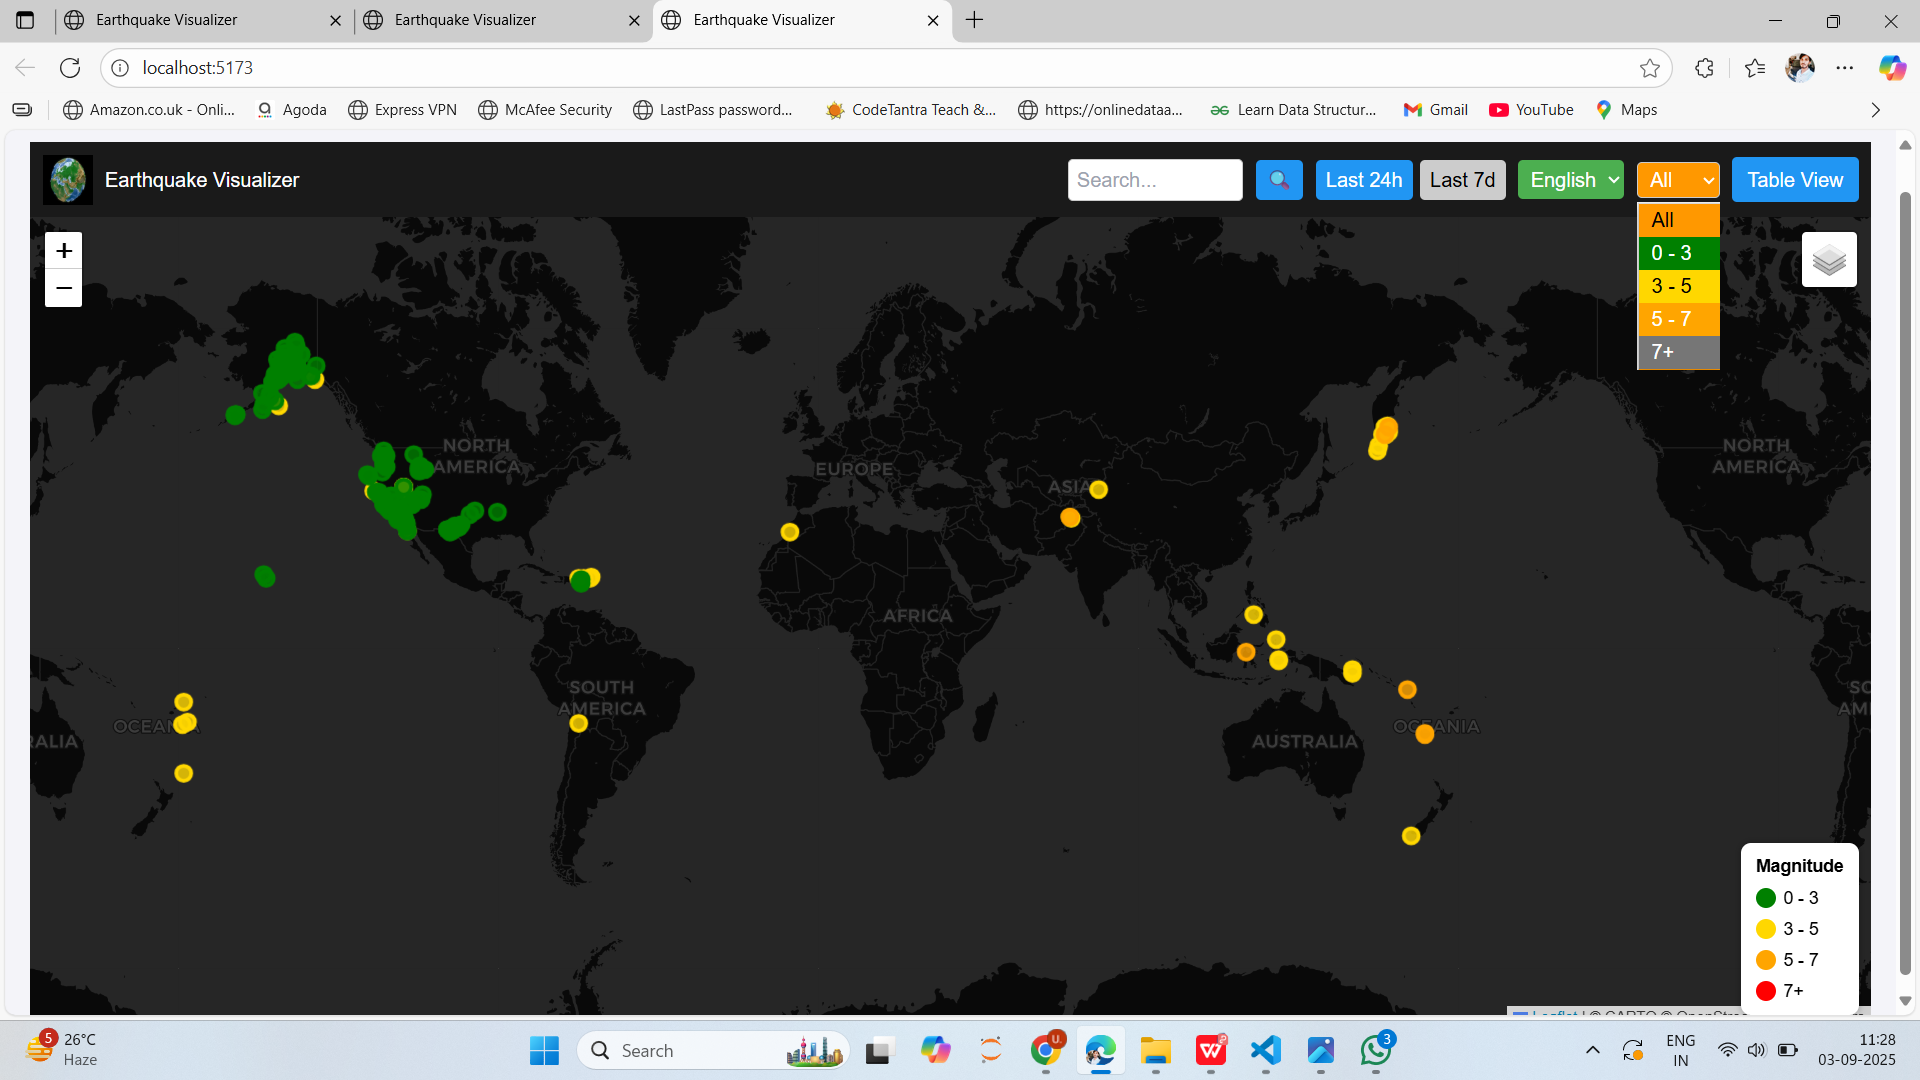 Earthquake Visualizer
Earthquake Visualizer
Earthquake Visualizer
localhost:5173
Amazon.co.uk - Onli...
Agoda
Express VPN
McAfee Security
LastPass password...
CodeTantra Teach &...
https://onlinedataa...
Learn Data Structur...
Gmail
YouTube
Maps
Earthquake Visualizer
Search...
Last 24h
Last 7d
English
All
Table View
All
0 - 3
3 - 5
5 - 7
7+
+
−
NORTH
AMERICA
EUROPE
ASIA
NORTH
AMERICA
AFRICA
SOUTH
AMERICA
OCEANIA
RALIA
AUSTRALIA
OCEANIA
SO
AM
Magnitude
0 - 3
3 - 5
5 - 7
7+
Leaflet | © CARTO © OpenStre
5
26°C
Haze
Search
U.
W
3
ENG
IN
11:28
03-09-2025